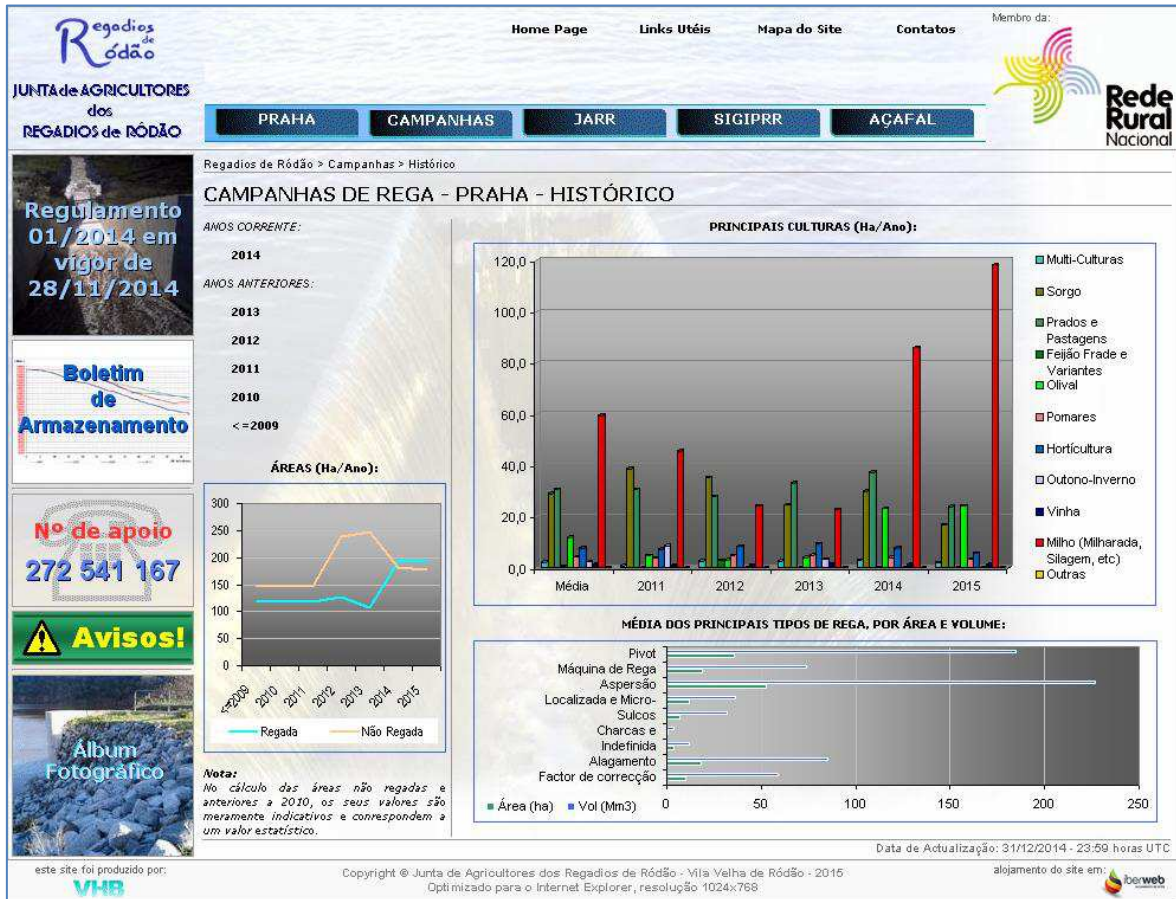 Regadios
de
Ródão
JUNTA de AGRICULTORES
dos
REGADIOS de RÓDÃO
Home Page
Links Utéis
Mapa do Site
Contatos
Membro da:
Rede
Rural
Nacional
PRAHA
CAMPANHAS
JARR
SIGIPRR
AÇAFAL
Regulamento
01/2014 em
vigor de
28/11/2014
Boletim
de
Armazenamento
Nº de apoio
272 541 167
Avisos!
Álbum
Fotográfico
Regadios de Ródão > Campanhas > Histórico
CAMPANHAS DE REGA - PRAHA - HISTÓRICO
ANOS CORRENTE:
2014
ANOS ANTERIORES:
2013
2012
2011
2010
<=2009
ÁREAS (Ha/Ano):
300
250
200
150
100
50
0
<=2009
2010
2011
2012
2013
2014
2015
Regada
Não Regada
Nota:
No cálculo das áreas não regadas e
anteriores a 2010, os seus valores são
meramente indicativos e correspondem a
um valor estatístico.
PRINCIPAIS CULTURAS (Ha/Ano):
120,0
100,0
80,0
60,0
40,0
20,0
0,0
Média
2011
2012
2013
2014
2015
Multi-Culturas
Sorgo
Prados e
Pastagens
Feijão Frade e
Variantes
Olival
Pomares
Hortícultura
Outono-Inverno
Vinha
Milho (Milharada,
Silagem, etc)
Outras
MÉDIA DOS PRINCIPAIS TIPOS DE REGA, POR ÁREA E VOLUME:
Pivot
Máquina de Rega
Aspersão
Localizada e Micro-
Sulcos
Charcas e
Indefinida
Alagamento
Factor de correcção
Área (ha)
Vol (Mm3)
0
50
100
150
200
250
Data de Actualização: 31/12/2014 - 23:59 horas UTC
este site foi produzido por:
VHB
Copyright © Junta de Agricultores dos Regadios de Ródão - Vila Velha de Ródão - 2015
Optimizado para o Internet Explorer, resolução 1024x768
alojamento do site em:
iberweb